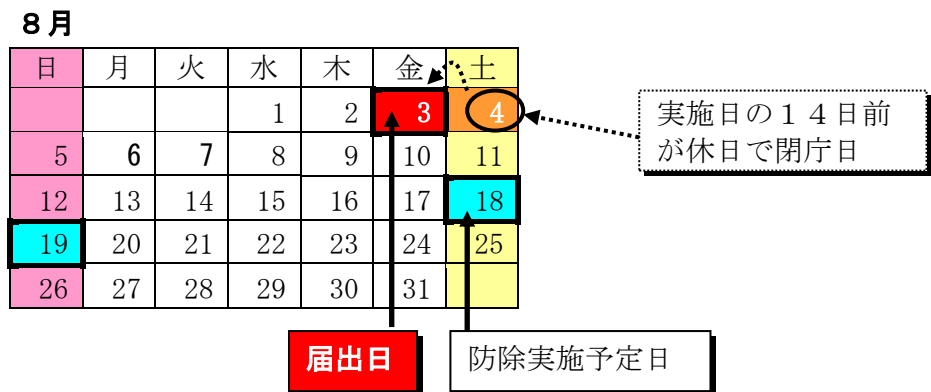 ８月
日 月 火 水 木 金 土
1 2 3 4
5 6 7 8 9 10 11
12 13 14 15 16 17 18
19 20 21 22 23 24 25
26 27 28 29 30 31
実施日の１４日前
が休日で閉庁日
届出日
防除実施予定日